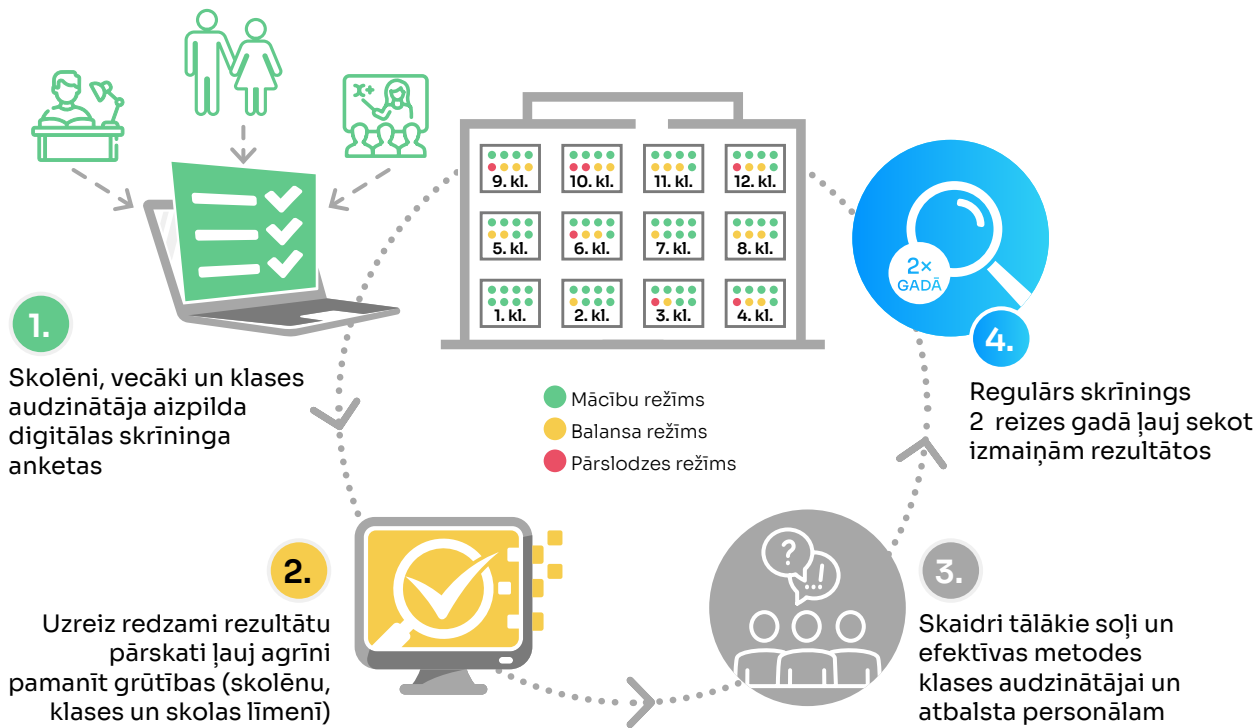 9. kl.
10. kl.
11. kl.
12. kl.
5. kl.
6. kl.
7. kl.
8. kl.
1. kl.
2. kl.
3. kl.
4. kl.
Mācību režīms
Balansa režīms
Pārslodzes režīms
1.
Skolēni, vecāki un klases
audzinātāja aizpilda
digitālas skrīninga
anketas
2.
Uzreiz redzami rezultātu
pārskati ļauj agrīni
pamanīt grūtības (skolēnu,
klases un skolas līmenī)
? ...!
3.
Skaidri tālākie soļi un
efektīvas metodes
klases audzinātājai un
atbalsta personālam
2×
GADĀ
4.
Regulārs skrīnings
2 reizes gadā ļauj sekot
izmaiņām rezultātos